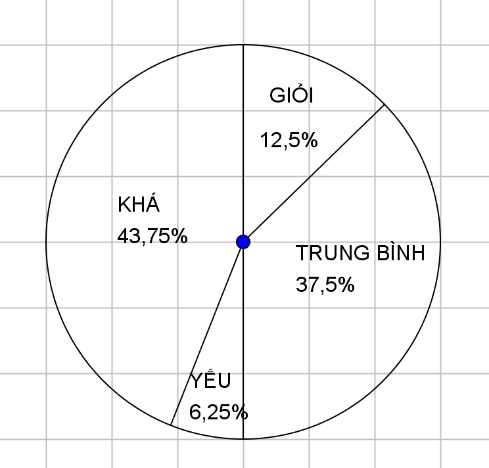 GIỎI
12,5%
KHÁ
43,75%
TRUNG BÌNH
37,5%
YẾU
6,25%